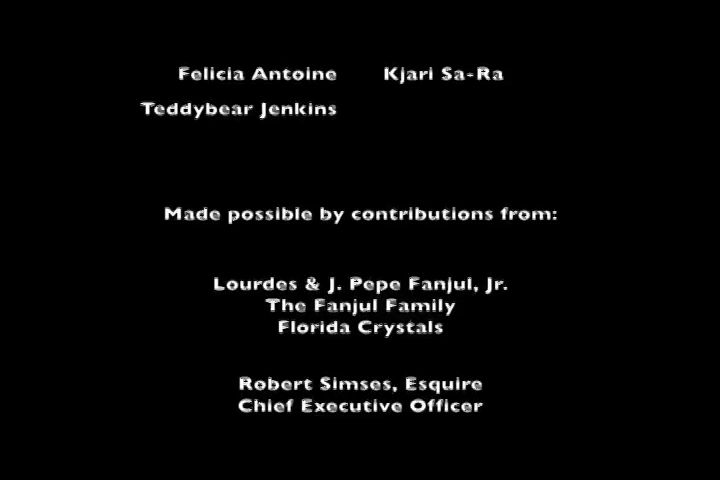 Felicia Antoine Kjari Sa-Ra
Teddybear Jenkins
Made possible by contributions from:
Lourdes & J. Pepe Fanjul, Jr.
The Fanjul Family
Florida Crystals
Robert Simses, Esquire
Chief Executive Officer